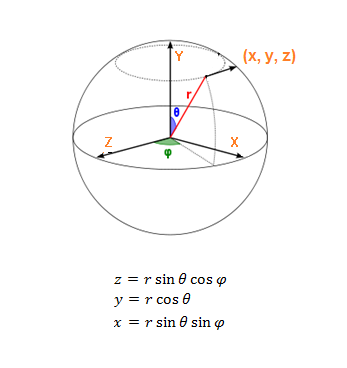 Y
(x, y, z)
r
θ
Z
X
φ
z = r sin θ cos φ
y = r cos θ
x = r sin θ sin φ